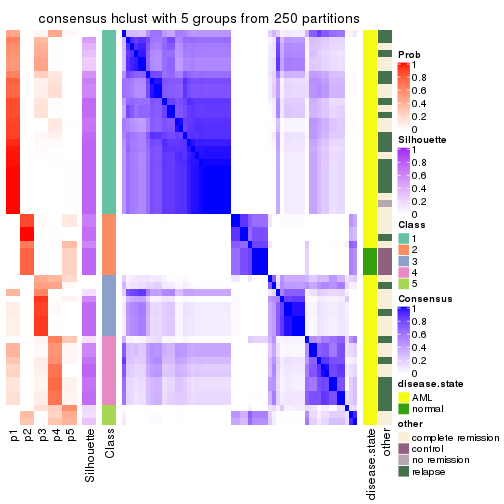 consensus hclust with 5 groups from 250 partitions
Prob
1
0.8
0.6
0.4
0.2
0
Silhouette
1
0.8
0.6
0.4
0.2
0
Class
1
2
3
4
5
Consensus
1
0.8
0.6
0.4
0.2
0
disease.state
AML
normal
other
complete remission
control
no remission
relapse
p1
p2
p3
p4
p5
Silhouette
Class
disease.state
other